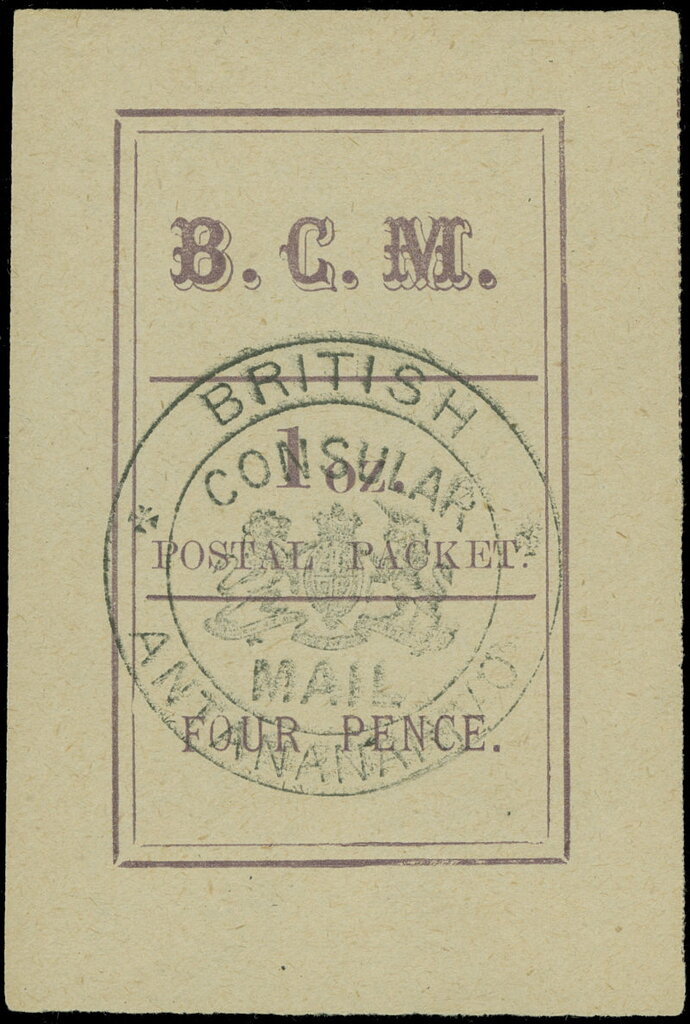 B. C. M.
BRITISH
CONSULAR
1 OZ.
POSTAL PACKET.
MAIL
FOUR PENCE.
ANTANANARIVO